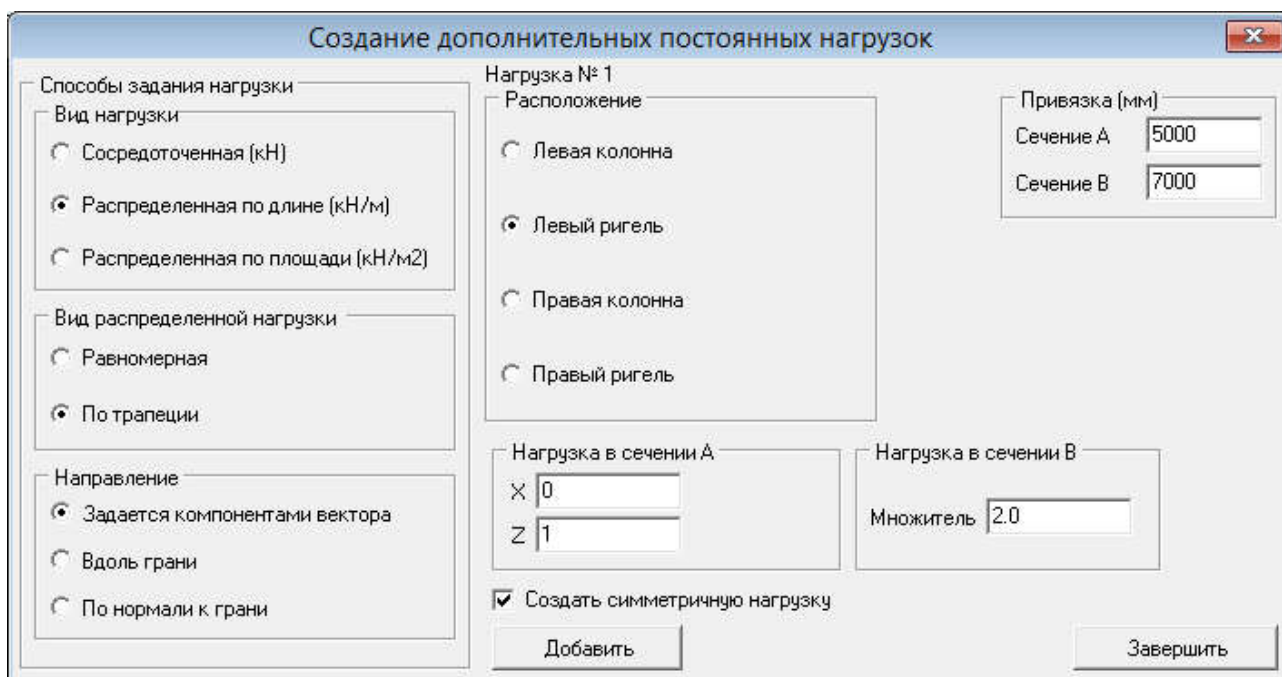 Создание дополнительных постоянных нагрузок
Способы задания нагрузки
Вид нагрузки
Сосредоточенная (кН)
Распределенная по длине (кН/м)
Распределенная по площади (кН/м2)
Вид распределенной нагрузки
Равномерная
По трапеции
Направление
Задается компонентами вектора
Вдоль грани
По нормали к грани
Нагрузка № 1
Расположение
Левая колонна
Левый ригель
Правая колонна
Правый ригель
Привязка (мм)
Сечение А 5000
Сечение В 7000
Нагрузка в сечении А
X 0
Z 1
Нагрузка в сечении В
Множитель 2.0
Создать симметричную нагрузку
Добавить
Завершить